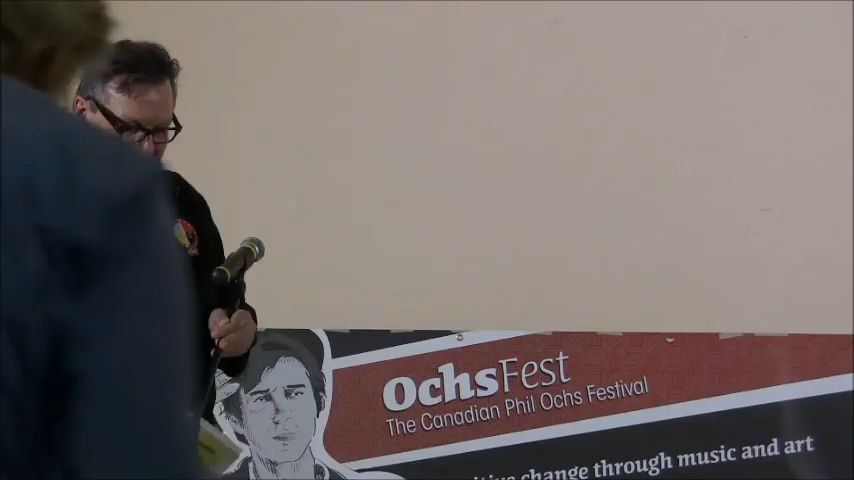 OchsFest
The Canadian Phil Ochs Festival
change through music and art